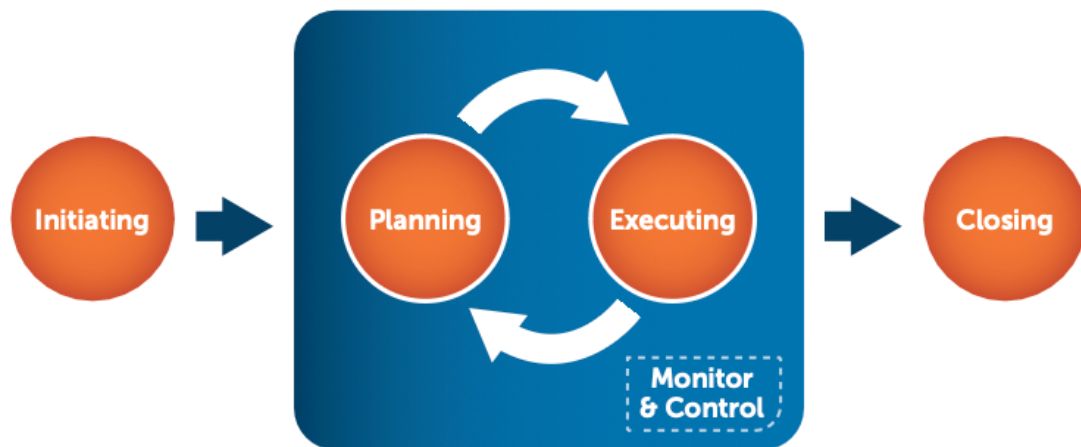 Initiating
Planning
Executing
Closing
Monitor
& Control